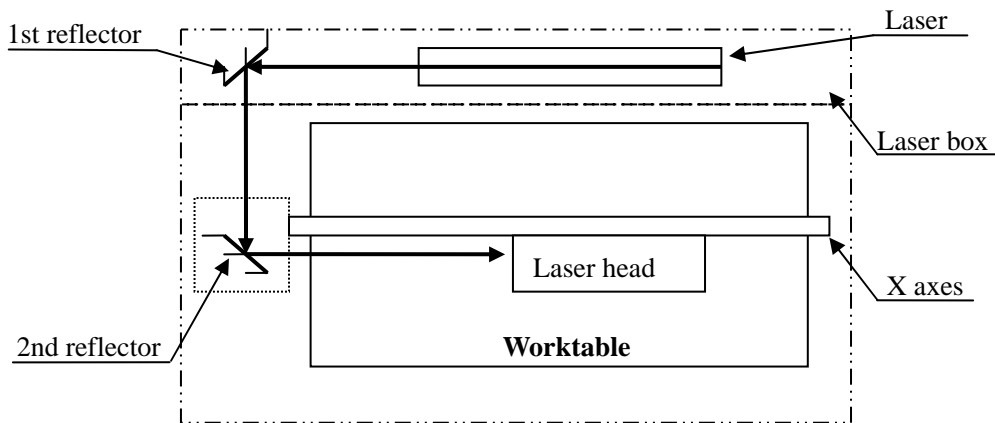 1st reflector
Laser
Laser box
Laser head
X axes
2nd reflector
Worktable